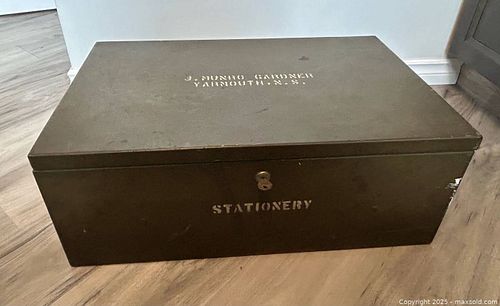 J. MUNRO GARDNER
YARMOUTH, N.S.
STATIONERY
Copyright 2025 - maxsold.com